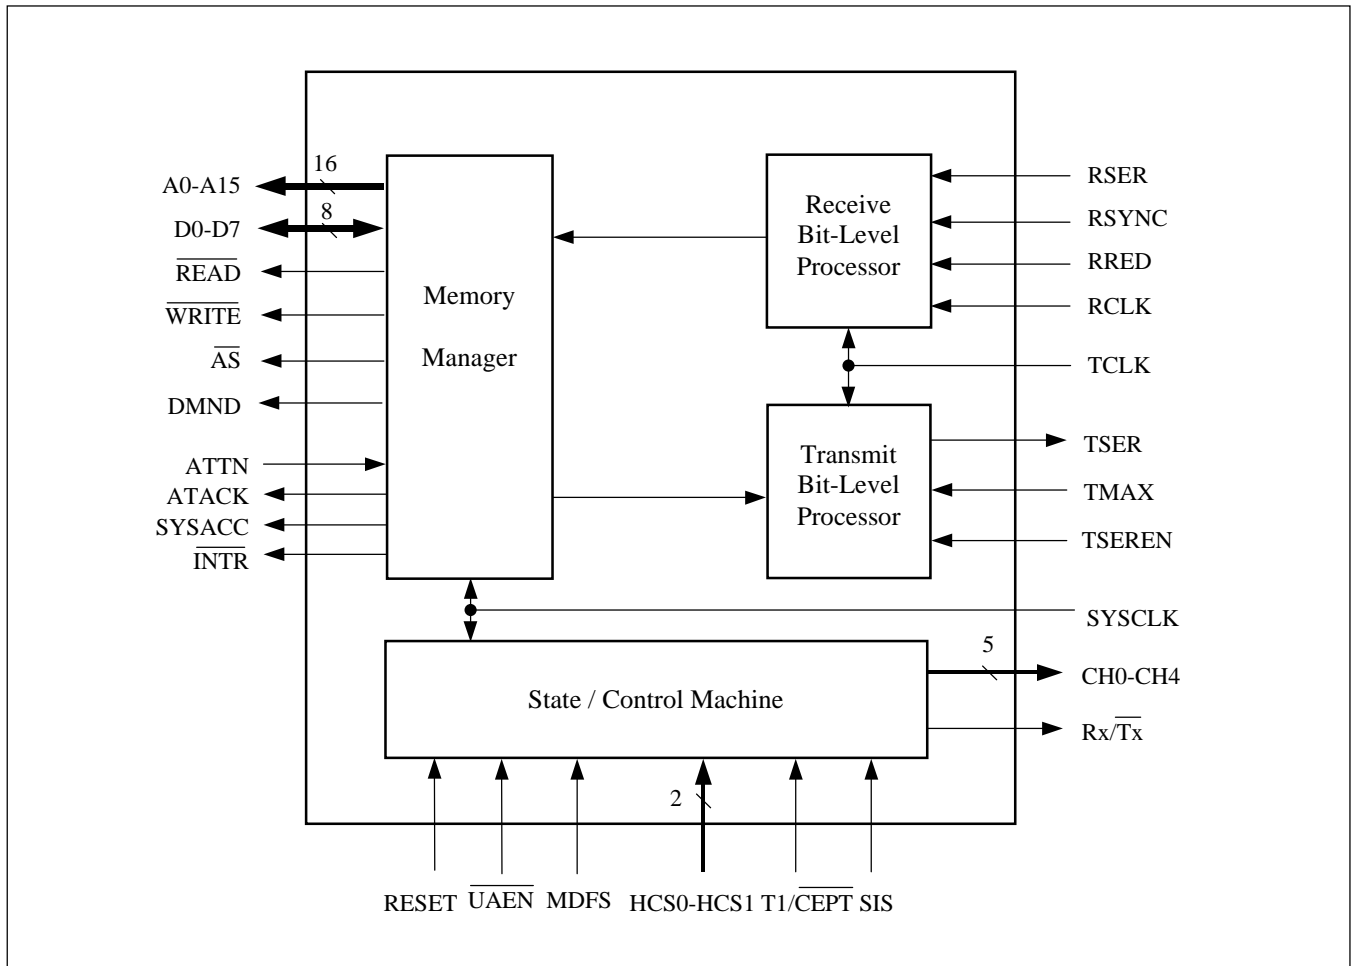 16
A0-A15
8
D0-D7
READ
WRITE
AS
DMND
ATTN
ATACK
SYSACC
INTR
Memory
Manager
Receive
Bit-Level
Processor
RSER
RSYNC
RRED
RCLK
TCLK
Transmit
Bit-Level
Processor
TSER
TMAX
TSEREN
SYSCLK
State / Control Machine
5
CH0-CH4
Rx/Tx
2
RESET UAEN MDFS HCS0-HCS1 T1/CEPT SIS